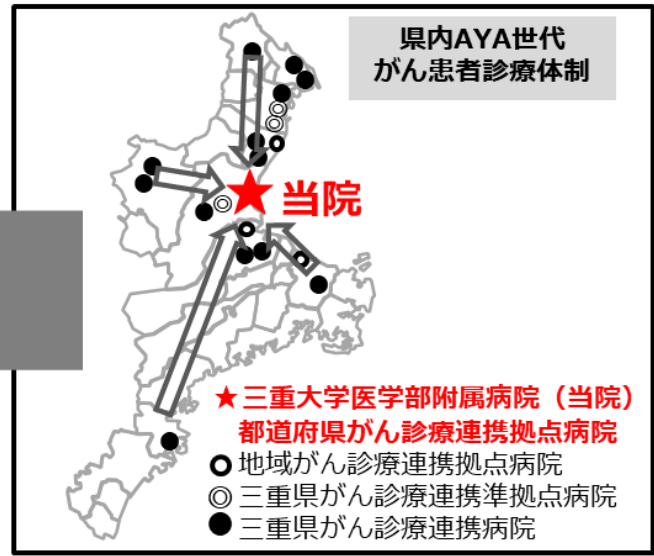 県内AYA世代
がん患者診療体制
当院
★三重大学医学部附属病院（当院）
都道府県がん診療連携拠点病院
地域がん診療連携拠点病院
三重県がん診療連携準拠点病院
三重県がん診療連携病院